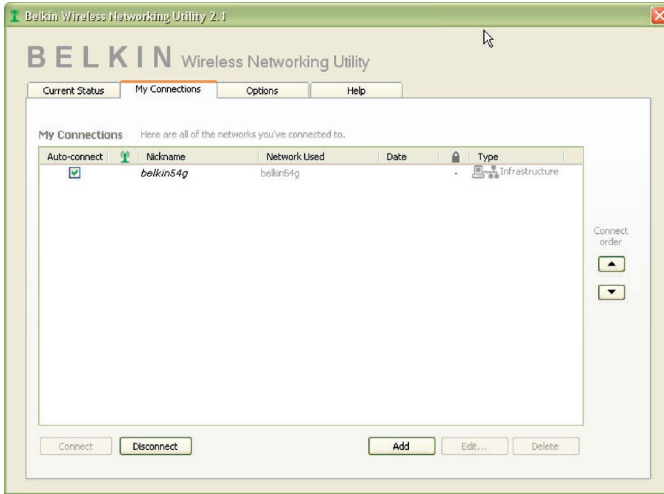 Belkin Wireless Networking Utility 2.1
BELKIN Wireless Networking Utility
Current Status My Connections Options Help
My Connections Here are all of the networks you've connected to.
Auto-connect Nickname Network Used Date Type
belkin54g belkin54g - Infrastructure
Connect
order
Connect Disconnect Add Edit... Delete